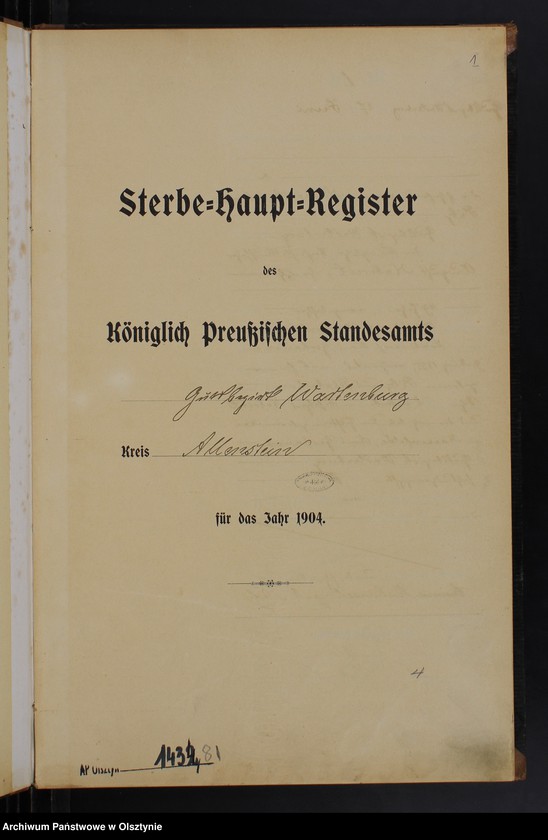 1
Sterbe-Haupt-Register
des
Königlich Preußischen Standesamts
Gutsbezirk Wartenburg
Kreis Allenstein
für das Jahr 1904.
4
AP Olsztyn 1432, 81
Archiwum Państwowe w Olsztynie